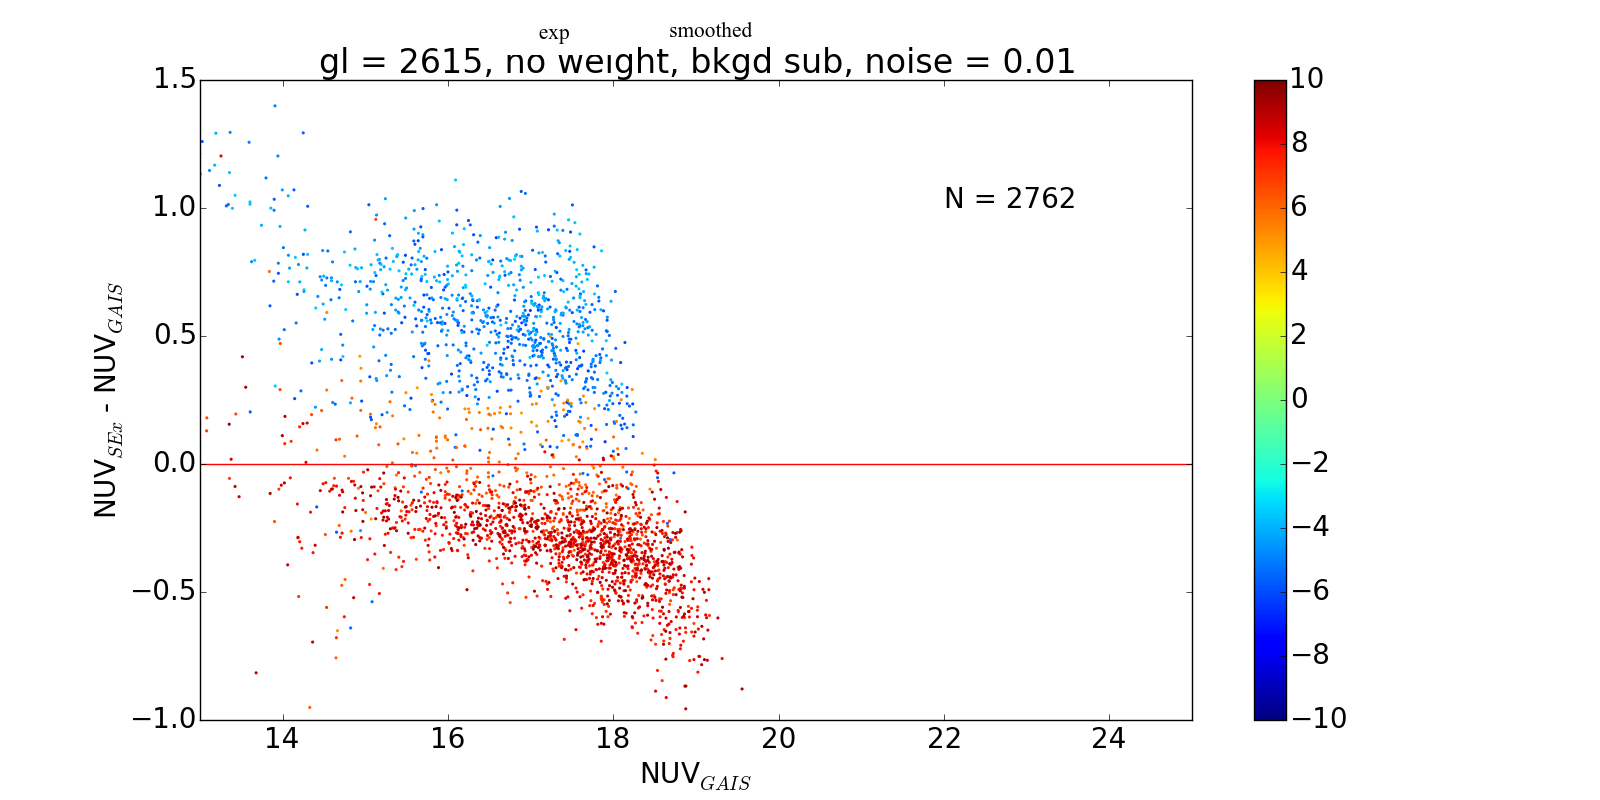 exp smoothed
gl = 2615, no weight, bkgd sub, noise = 0.01
1.5
1.0
0.5
0.0
−0.5
−1.0
NUV_SEx - NUV_GAIS
N = 2762
14 16 18 20 22 24
NUV_GAIS
10
8
6
4
2
0
−2
−4
−6
−8
−10